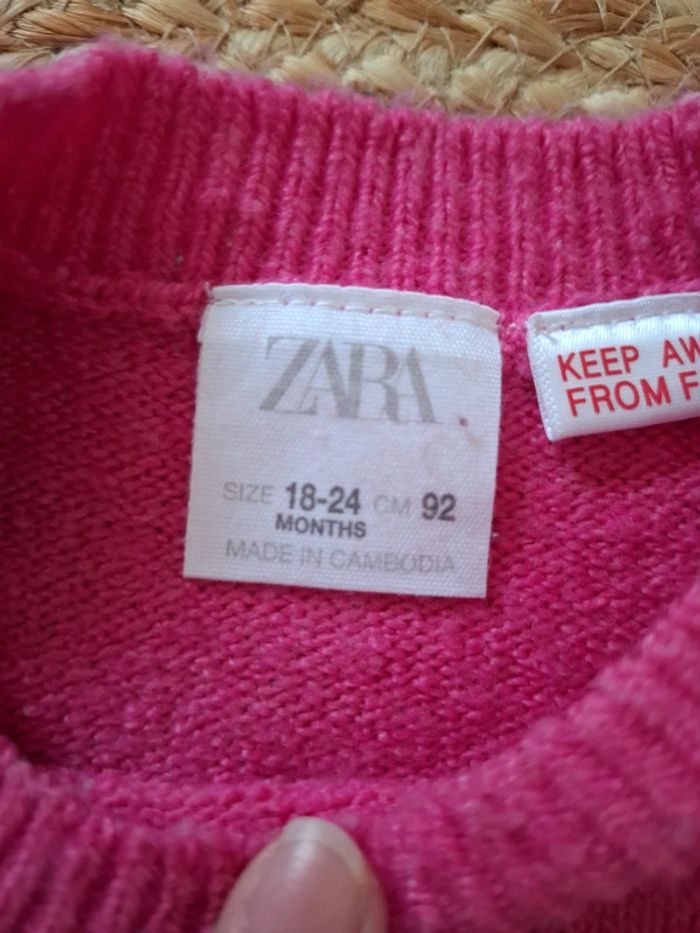 ZARA
SIZE 18-24 CM 92
MONTHS
MADE IN CAMBODIA
KEEP AW
FROM F